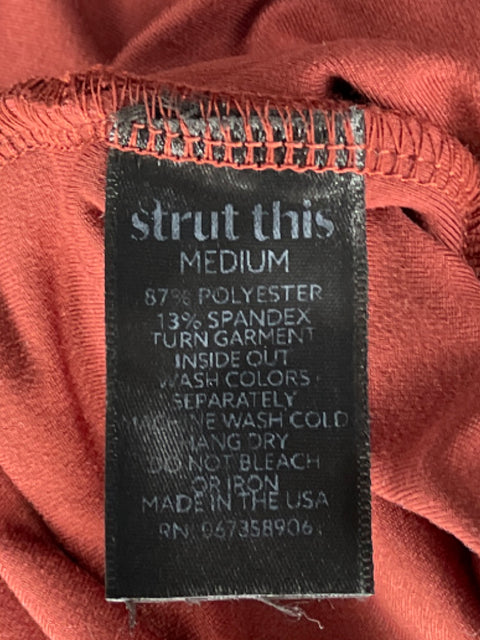 strut this
MEDIUM
87% POLYESTER
13% SPANDEX
TURN GARMENT
INSIDE OUT
WASH COLORS
SEPARATELY
MACHINE WASH COLD
HANG DRY
DO NOT BLEACH
OR IRON
MADE IN THE USA
RN: 067358906